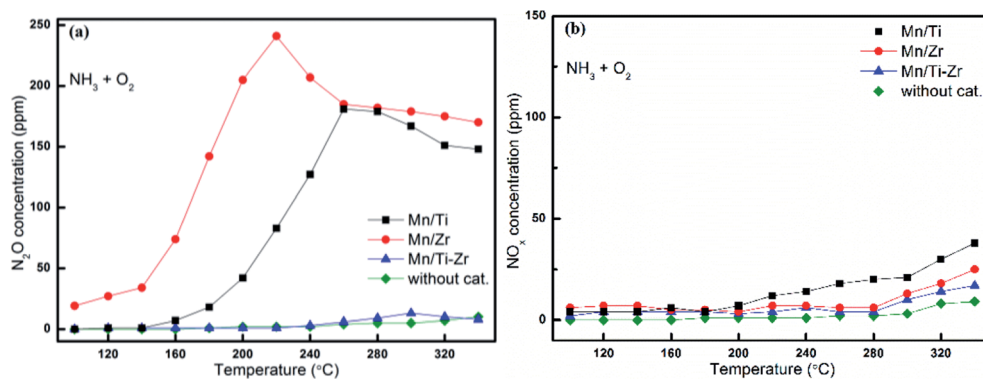 (a)
NH3 + O2
N2O concentration (ppm)
250
200
150
100
50
0
Mn/Ti
Mn/Zr
Mn/Ti-Zr
without cat.
120 160 200 240 280 320
Temperature (°C)
(b)
NH3 + O2
NOx concentration (ppm)
150
100
50
0
Mn/Ti
Mn/Zr
Mn/Ti-Zr
without cat.
120 160 200 240 280 320
Temperature (°C)